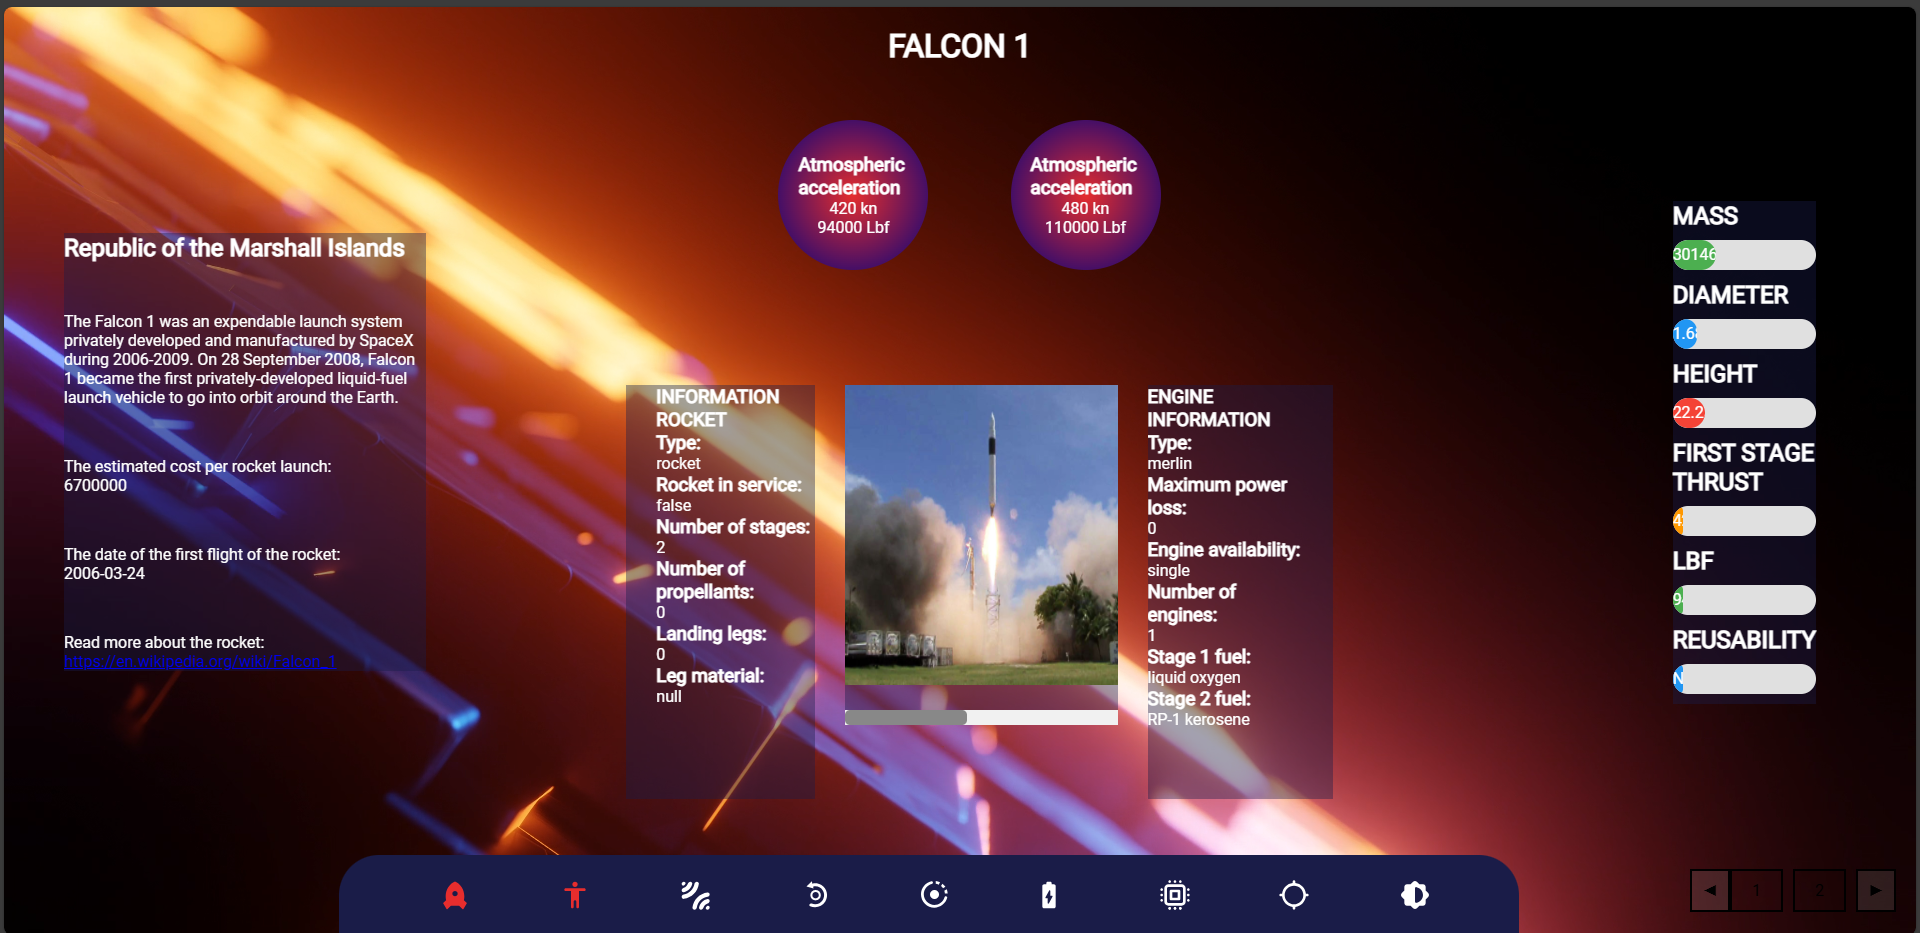 FALCON 1
Atmospheric
acceleration
420 kn
94000 Lbf
Atmospheric
acceleration
480 kn
110000 Lbf
Republic of the Marshall Islands
The Falcon 1 was an expendable launch system
privately developed and manufactured by SpaceX
during 2006-2009. On 28 September 2008, Falcon
1 became the first privately-developed liquid-fuel
launch vehicle to go into orbit around the Earth.
The estimated cost per rocket launch:
6700000
The date of the first flight of the rocket:
2006-03-24
Read more about the rocket:
https://en.wikipedia.org/wiki/Falcon_1
INFORMATION
ROCKET
Type:
rocket
Rocket in service:
false
Number of stages:
2
Number of
propellants:
0
Landing legs:
0
Leg material:
null
ENGINE
INFORMATION
Type:
merlin
Maximum power
loss:
0
Engine availability:
single
Number of
engines:
1
Stage 1 fuel:
liquid oxygen
Stage 2 fuel:
RP-1 kerosene
MASS
30146
DIAMETER
1.6
HEIGHT
22.2
FIRST STAGE
THRUST
4
LBF
9
REUSABILITY
N
◄ 1 2 ►